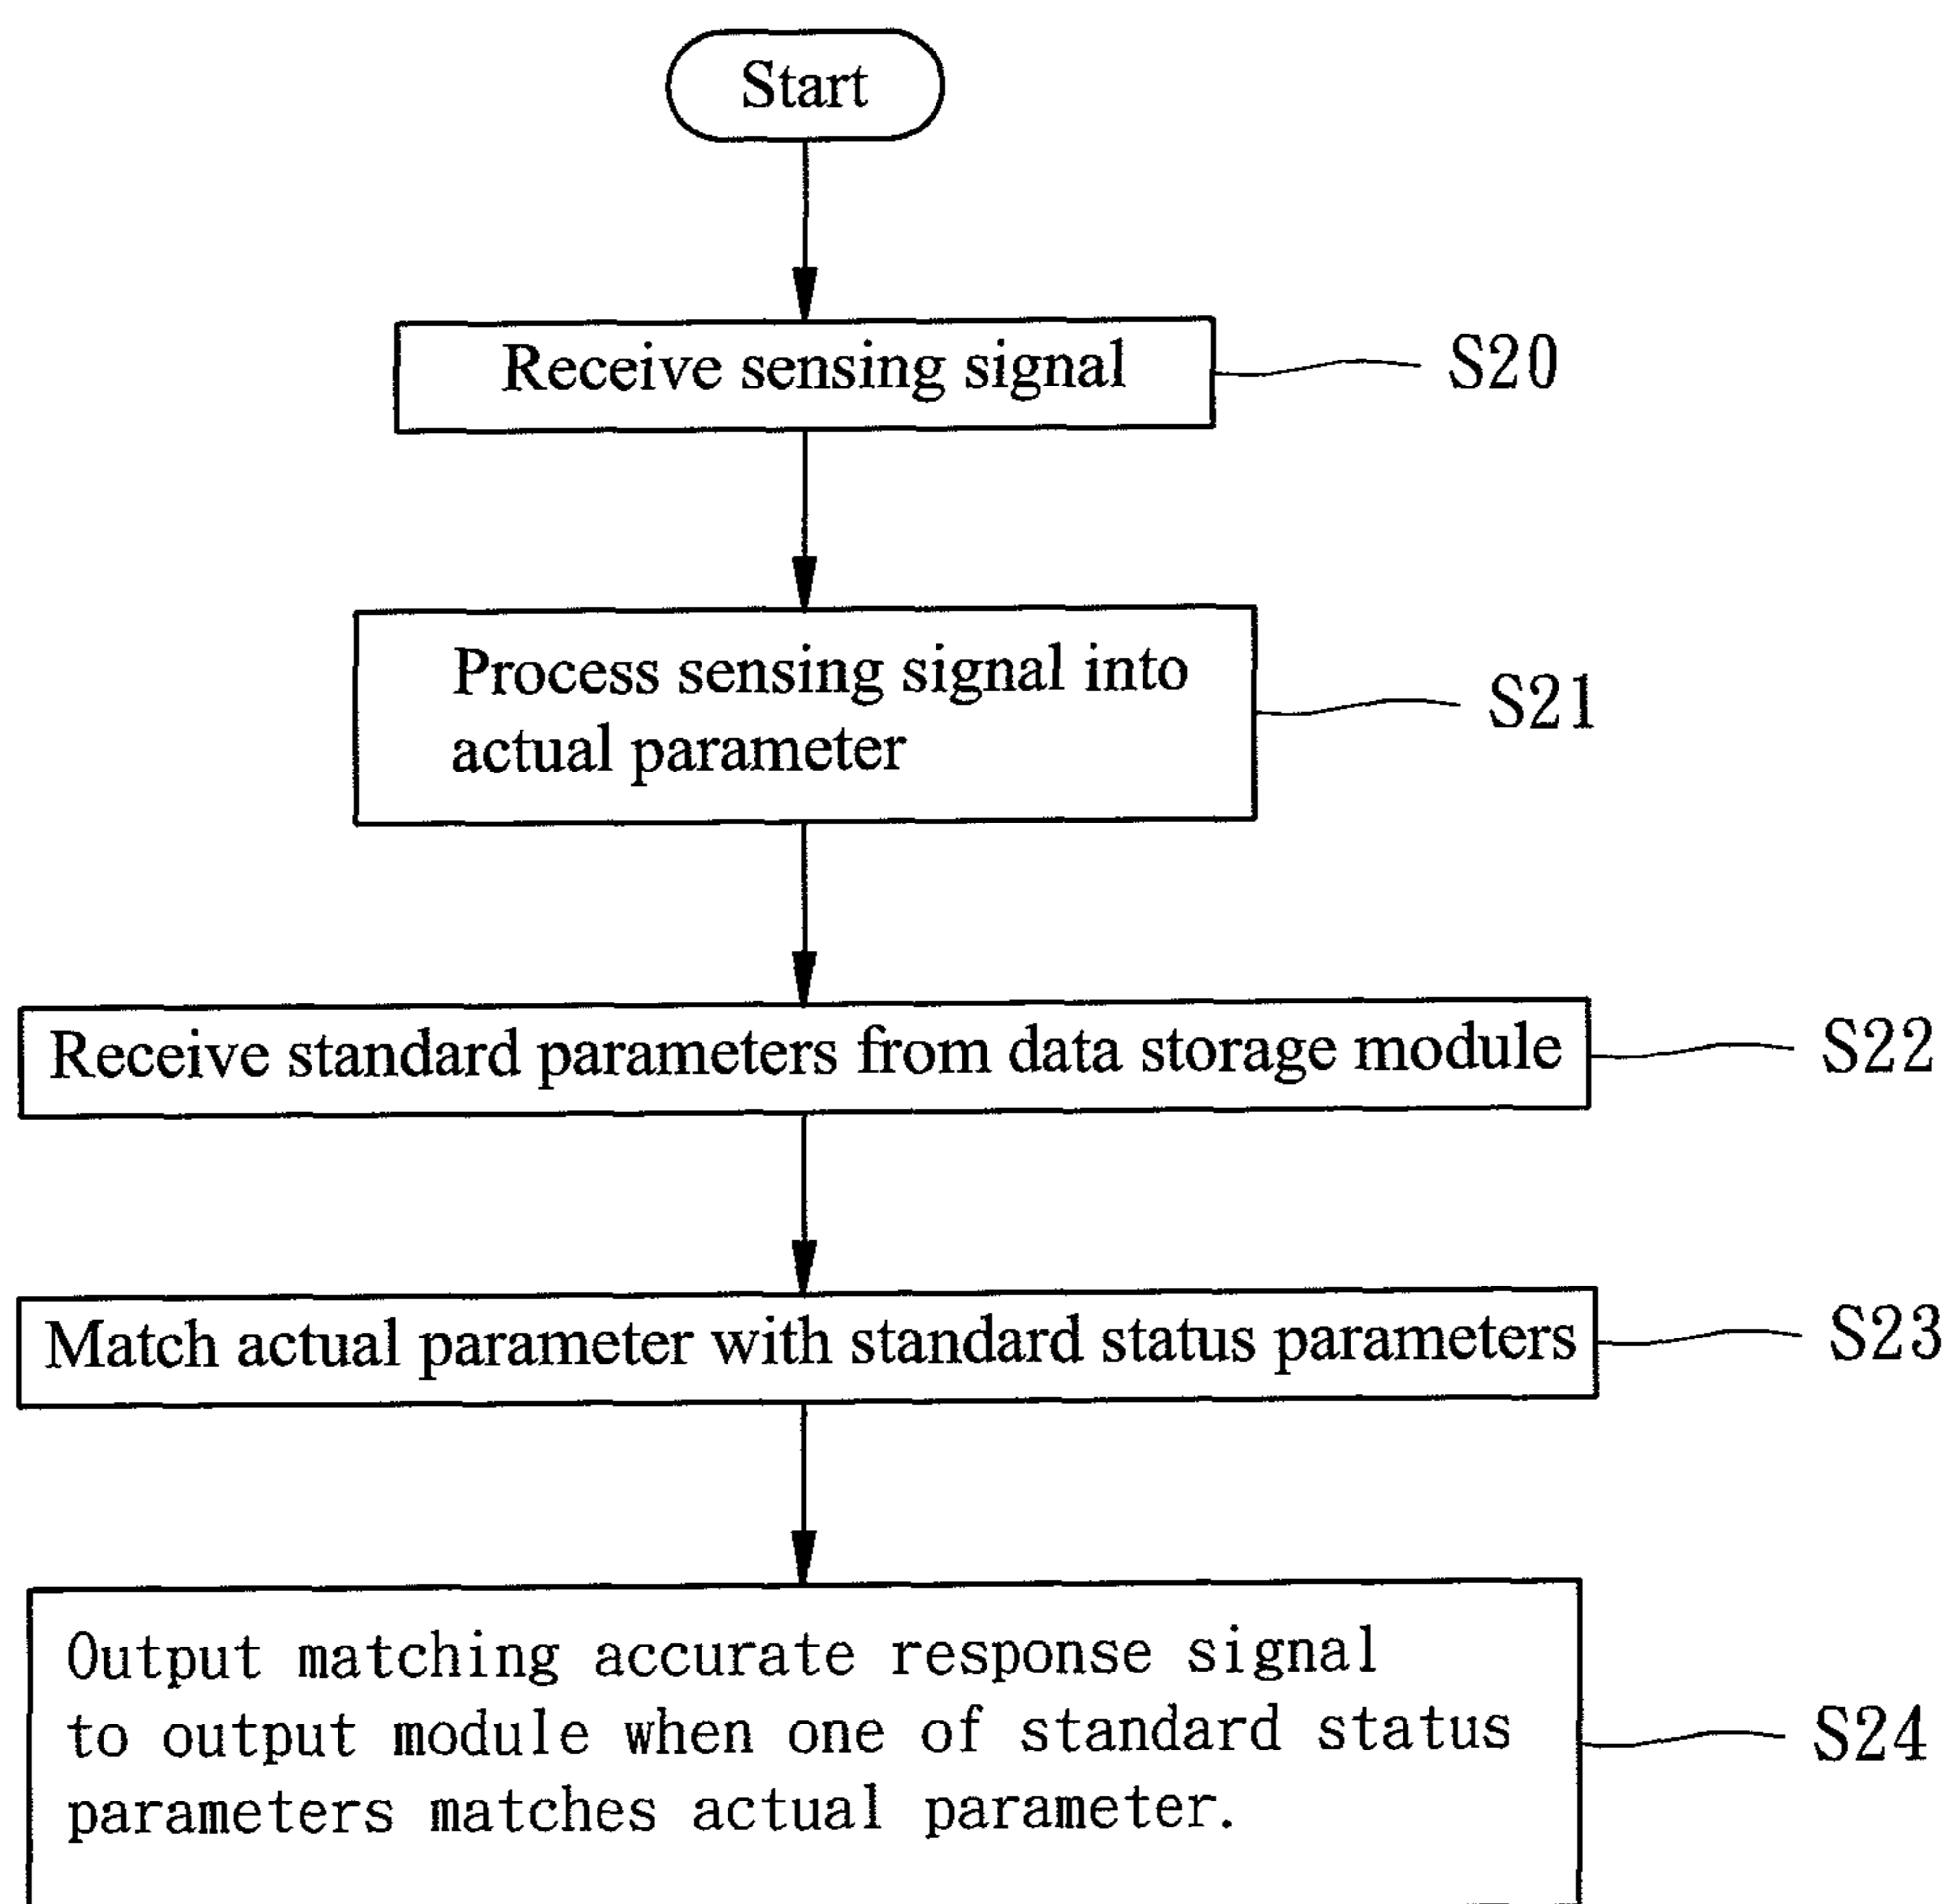 Start
Receive sensing signal
S20
Process sensing signal into
actual parameter
S21
Receive standard parameters from data storage module
S22
Match actual parameter with standard status parameters
S23
Output matching accurate response signal
to output module when one of standard status
parameters matches actual parameter.
S24